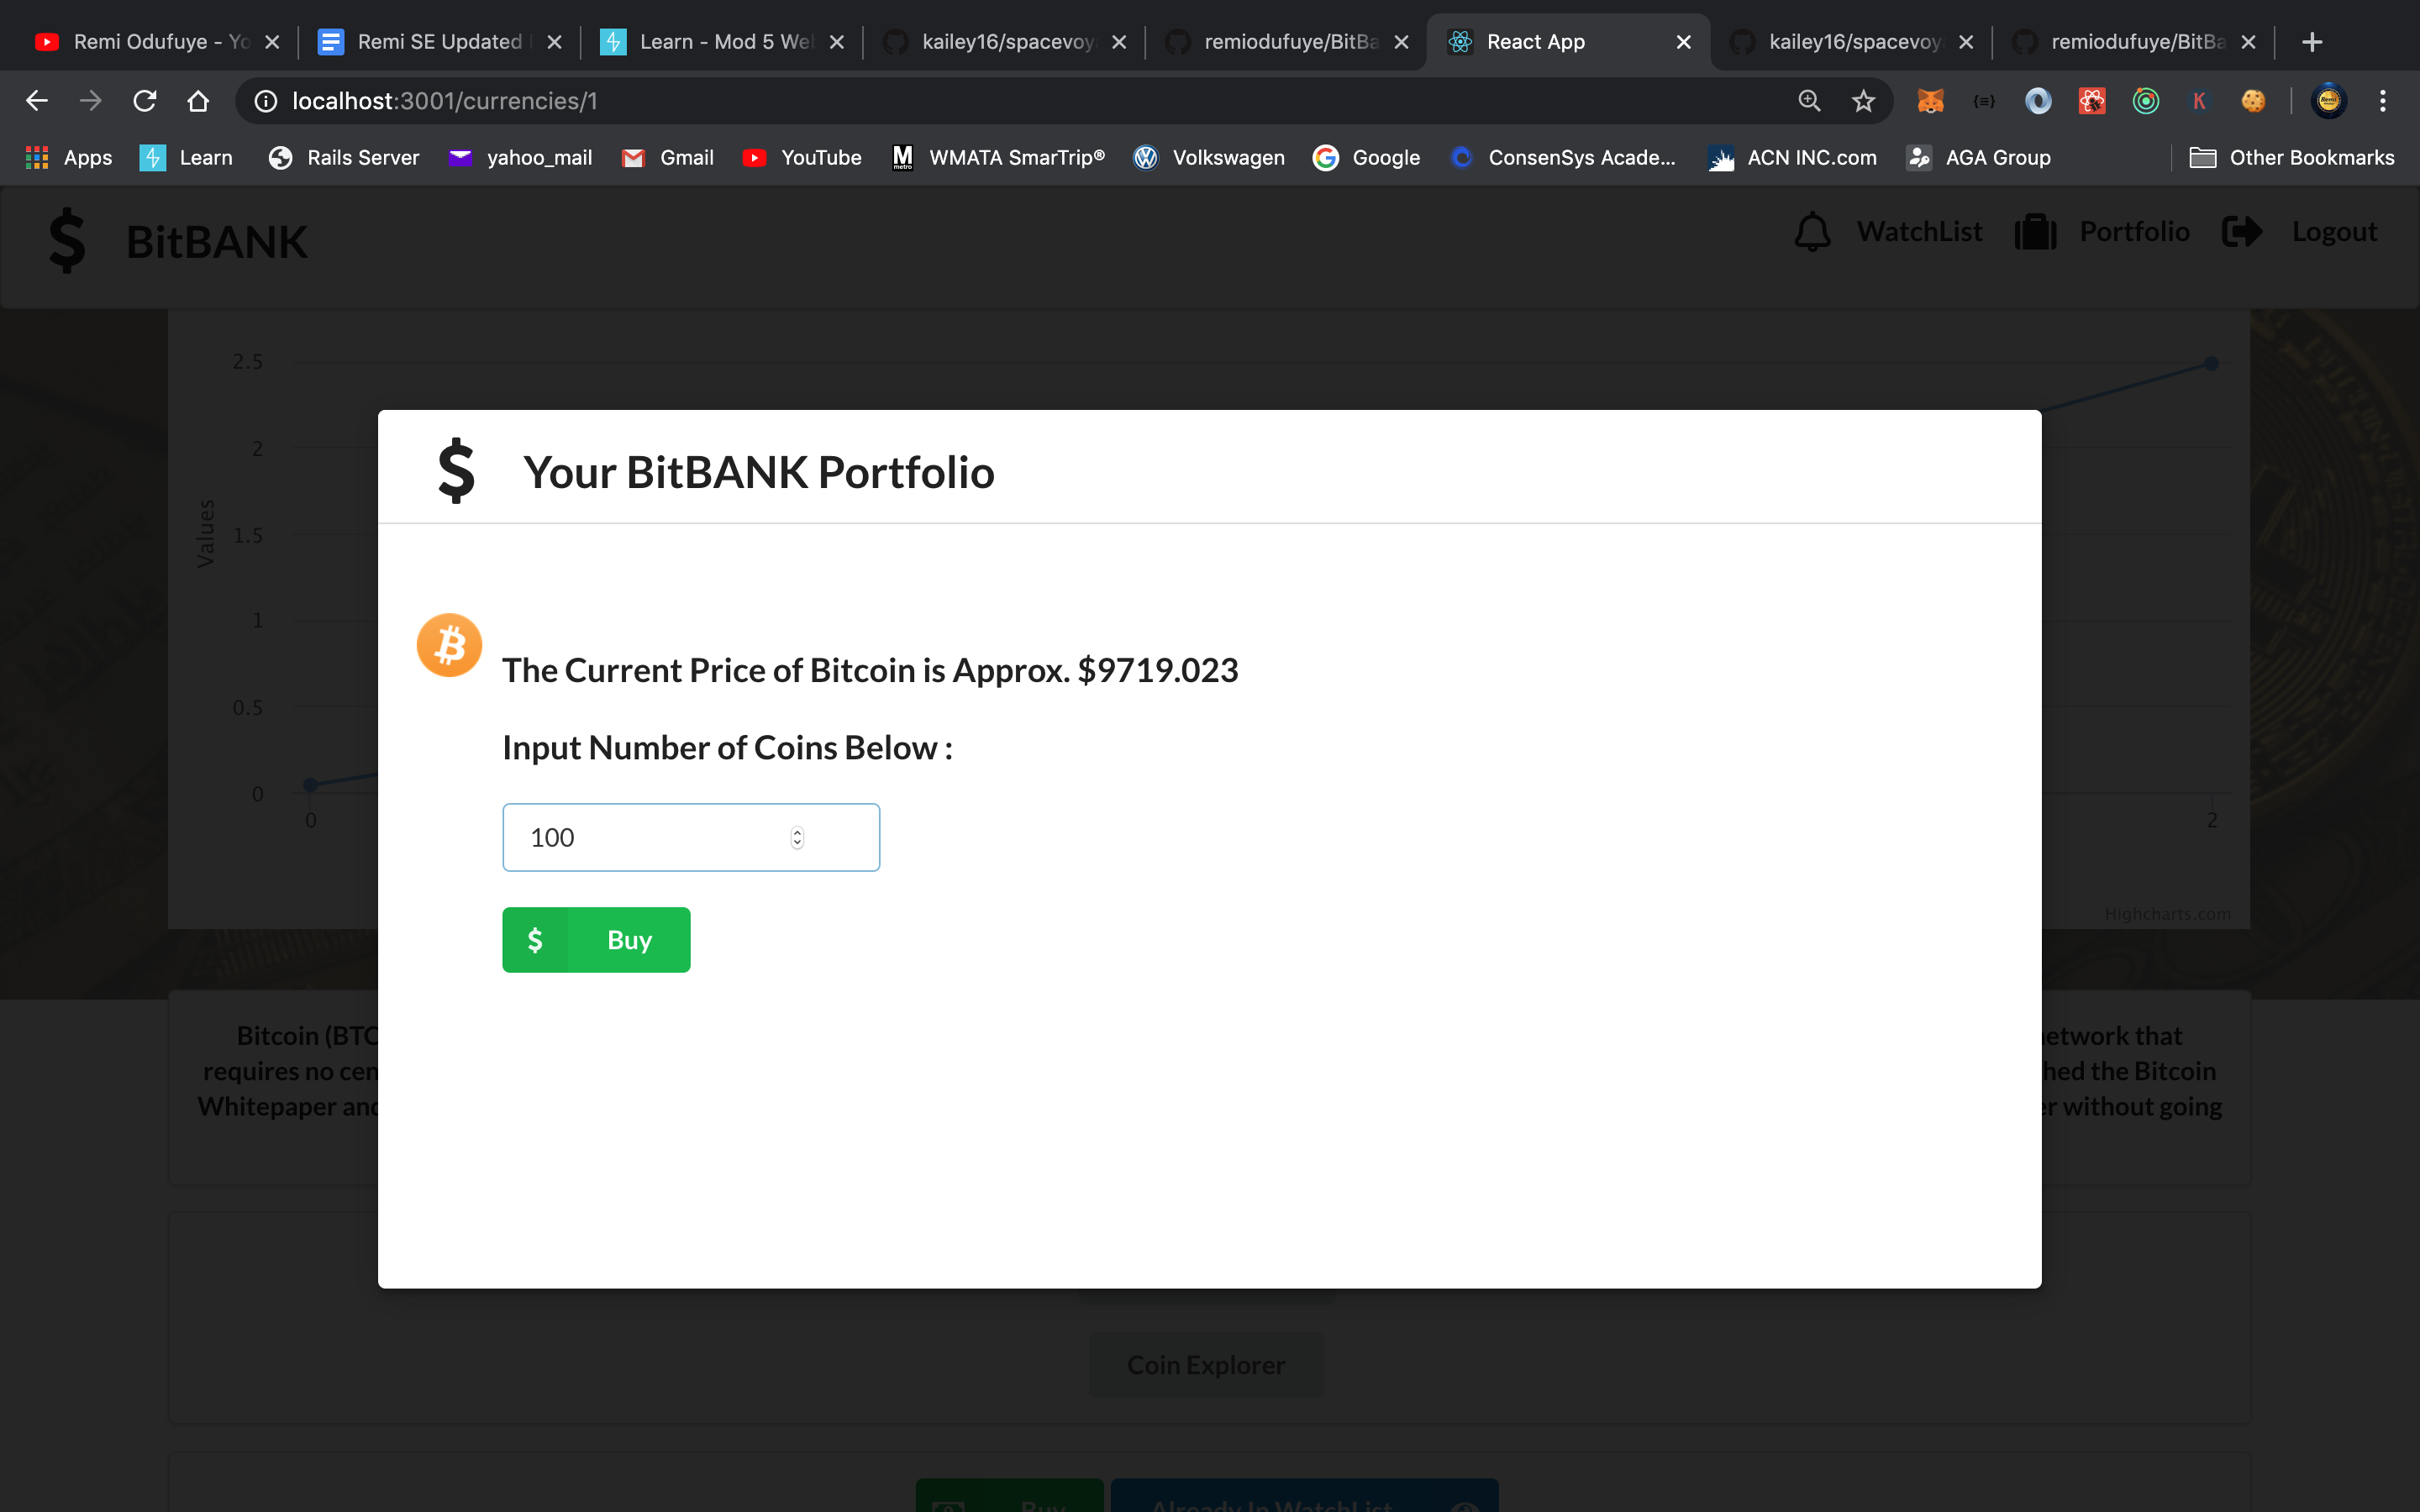 Remi Odufuye - Yo
Remi SE Updated
Learn - Mod 5 We
kailey16/spacevoy
remiodufuye/BitBa
React App
kailey16/spacevoy
remiodufuye/BitBa
localhost:3001/currencies/1
Apps
Learn
Rails Server
yahoo_mail
Gmail
YouTube
WMATA SmarTrip®
Volkswagen
Google
ConsenSys Acade...
ACN INC.com
AGA Group
Other Bookmarks
BitBANK
WatchList
Portfolio
Logout
2.5
2
1.5
1
0.5
0
Values
0
2
Highcharts.com
Your BitBANK Portfolio
The Current Price of Bitcoin is Approx. $9719.023
Input Number of Coins Below :
100
$ Buy
Bitcoin (BTC
etwork that
requires no cen
hed the Bitcoin
Whitepaper and
er without going
Coin Explorer
Buy
Already In WatchList